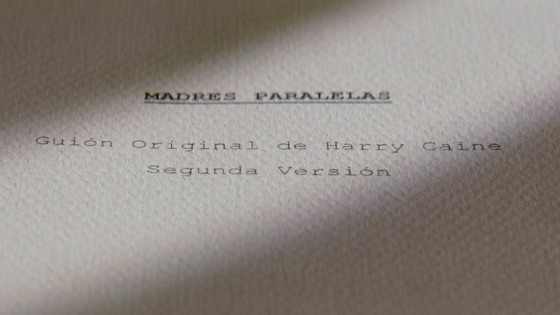 MADRES PARALELAS
Guión Original de Harry Caine
Segunda Versión